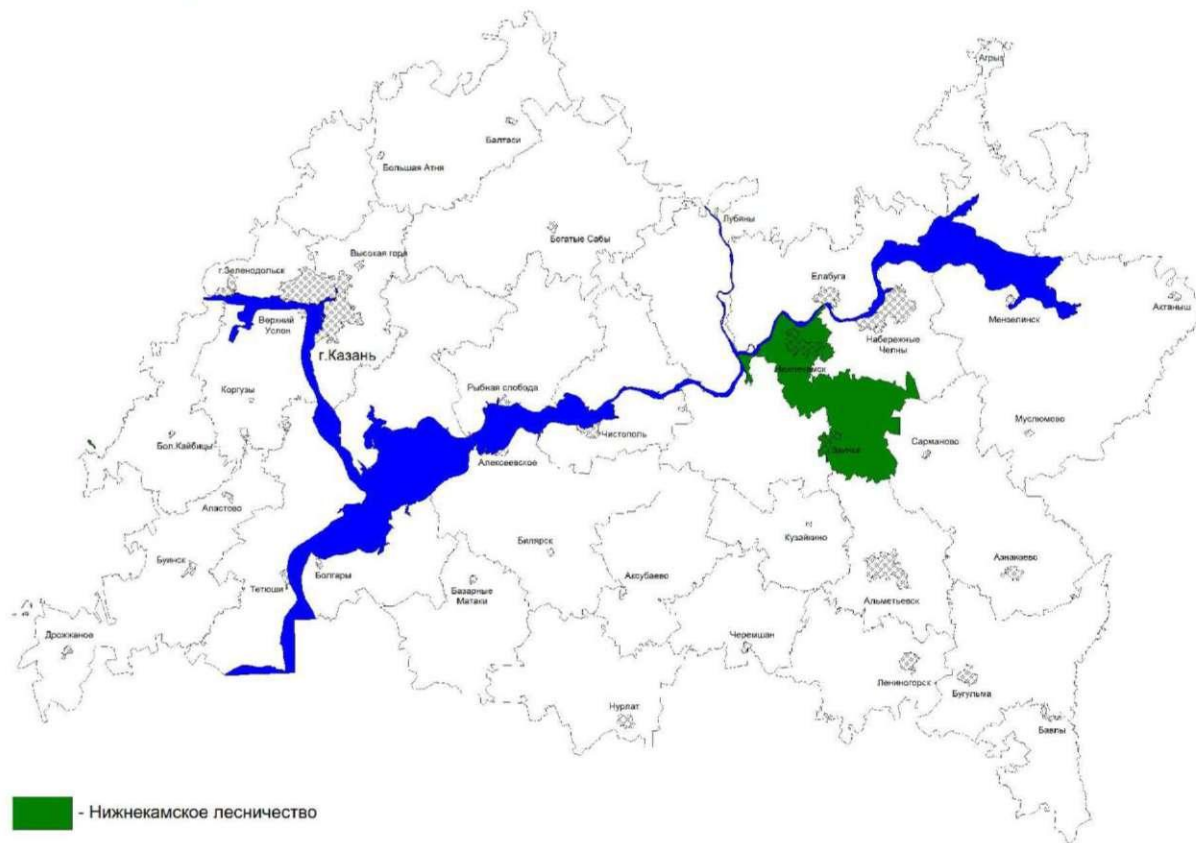 Агрыз
Балтаси
Большая Атня
Лубяны
Богатые Сабы
Высокая гора
г.Зеленодольск
Елабуга
Актаныш
Мензелинск
Верхний
Услон
Набережные
Челны
г.Казань
Нижнекамск
Рыбная слобода
Коргузы
Муслюмово
Чистополь
Бол.Кайбицы
Заинск
Сарманово
Алексеевское
Апастово
Кузайкино
Билярск
Азнакаево
Буинск
Болгары
Аксубаево
Тетюши
Базарные
Матаки
Альметьевск
Дрожжаное
Черемшан
Лениногорск
Бугульма
Нурлат
Бавлы
- Нижнекамское лесничество